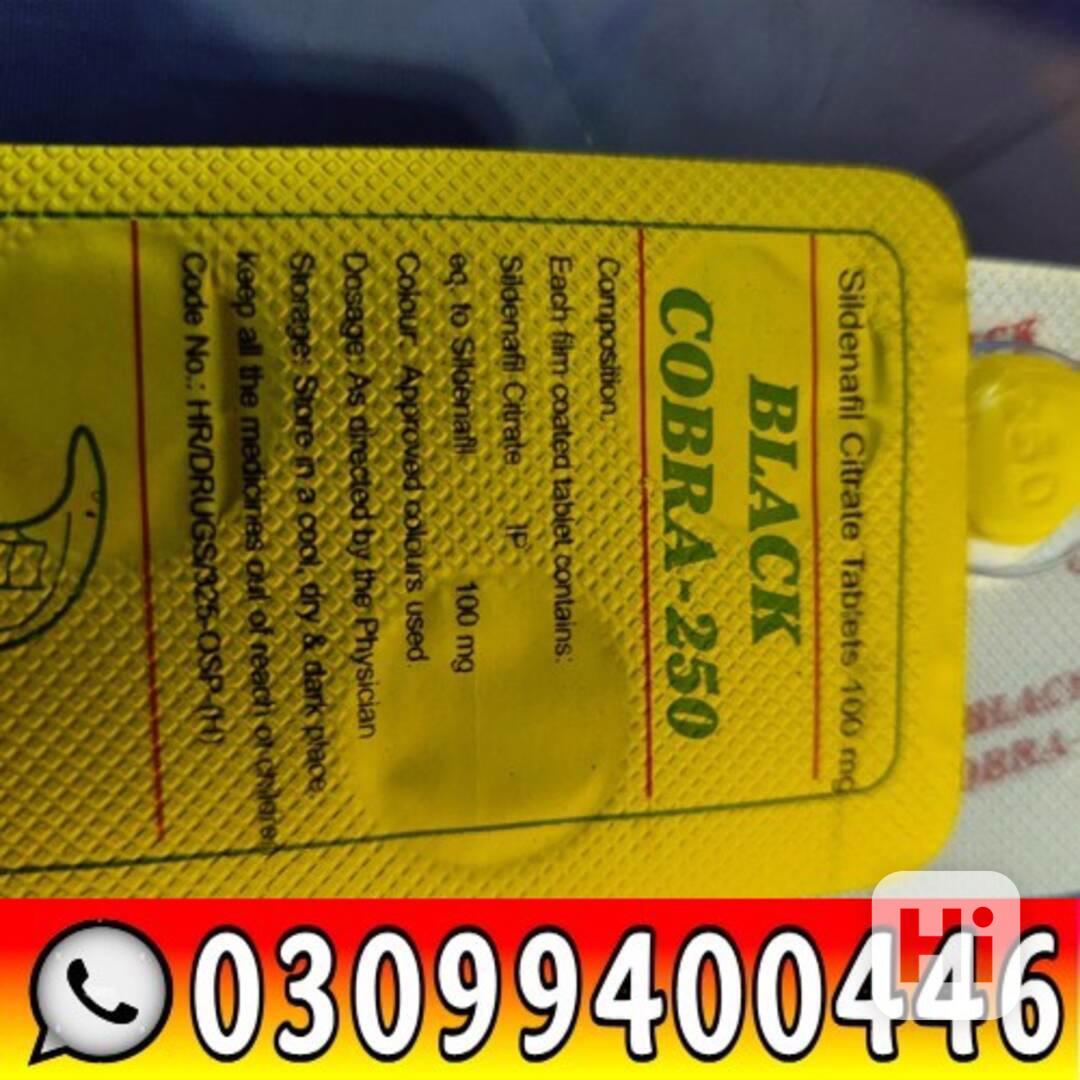 Sildenafil Citrate Tablets 100 mg
BLACK
COBRA-250
Composition.
Each film coated tablet contains:
Sildenafil Citrate IP
eq. to Sildenafil 100 mg
Colour: Approved colours used.
Dosage: As directed by the Physician
Storage: Store in a cool, dry & dark place
Keep all the medicines out of reach of children
Code No.: HR/DRUGS/325-OSP-(H)
BLACK
03099400446
Hi